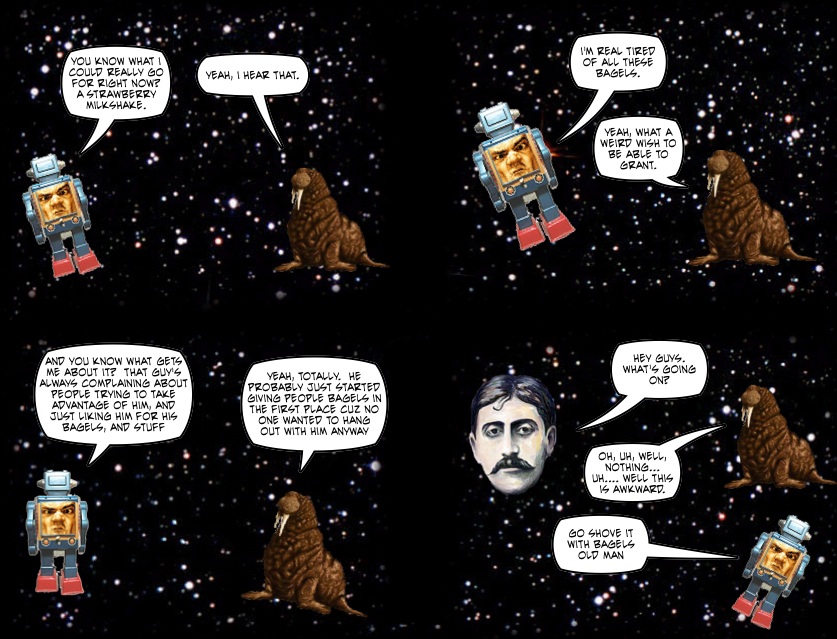 YOU KNOW WHAT I
COULD REALLY GO
FOR RIGHT NOW?
A STRAWBERRY
MILKSHAKE.
YEAH, I HEAR THAT.
I'M REAL TIRED
OF ALL THESE
BAGELS.
YEAH, WHAT A
WEIRD WISH TO
BE ABLE TO
GRANT.
AND YOU KNOW WHAT GETS
ME ABOUT IT? THAT GUY'S
ALWAYS COMPLAINING ABOUT
PEOPLE TRYING TO TAKE
ADVANTAGE OF HIM, AND
JUST LIKING HIM FOR HIS
BAGELS, AND STUFF
YEAH, TOTALLY. HE
PROBABLY JUST STARTED
GIVING PEOPLE BAGELS IN
THE FIRST PLACE CUZ NO
ONE WANTED TO HANG
OUT WITH HIM ANYWAY
HEY GUYS.
WHAT'S GOING
ON?
OH, UH, WELL,
NOTHING...
UH.... WELL THIS
IS AWKWARD.
GO SHOVE IT
WITH BAGELS
OLD MAN